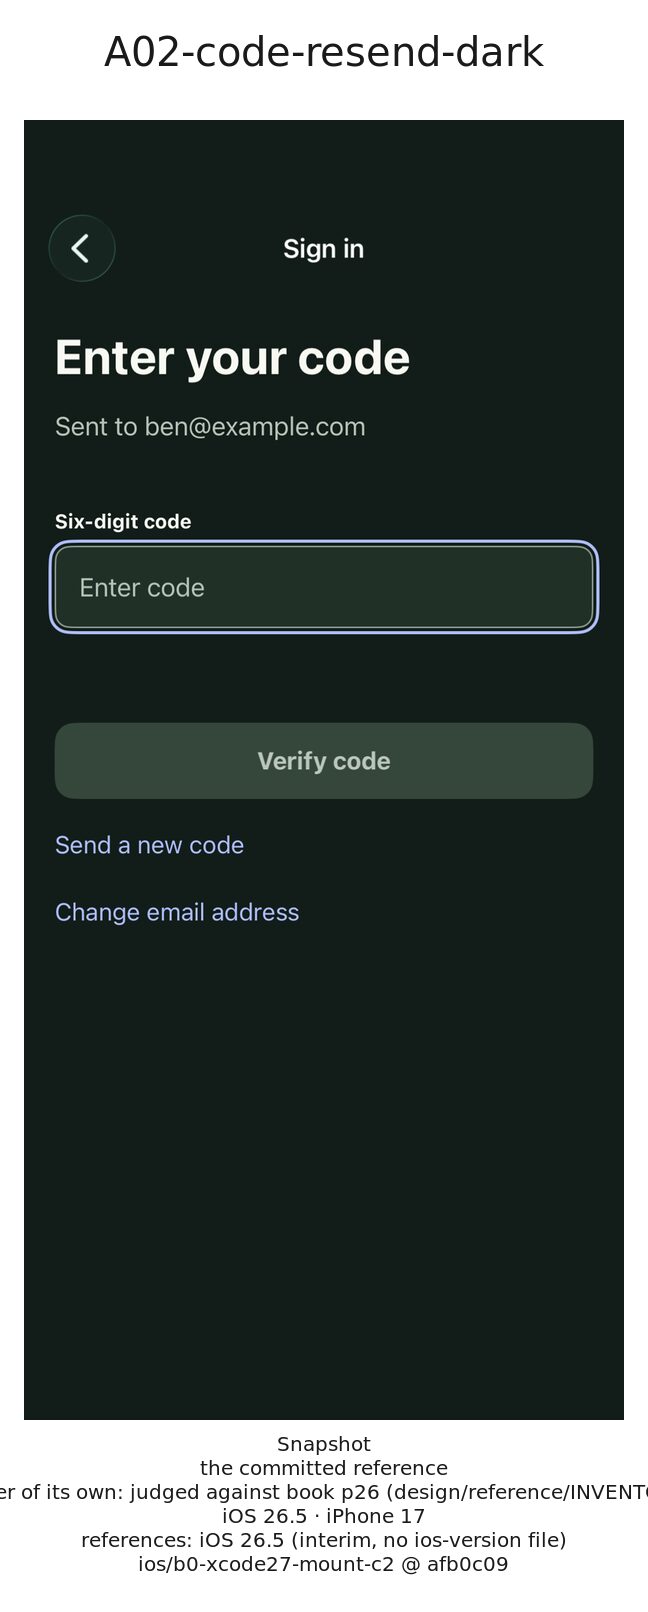 A02-code-resend-dark
Sign in
Enter your code
Sent to ben@example.com
Six-digit code
Enter code
Verify code
Send a new code
Change email address
Snapshot
the committed reference
of its own: judged against book p26 (design/reference/
iOS 26.5 · iPhone 17
references: iOS 26.5 (interim, no ios-version file)
ios/b0-xcode27-mount-c2 @ afb0c09